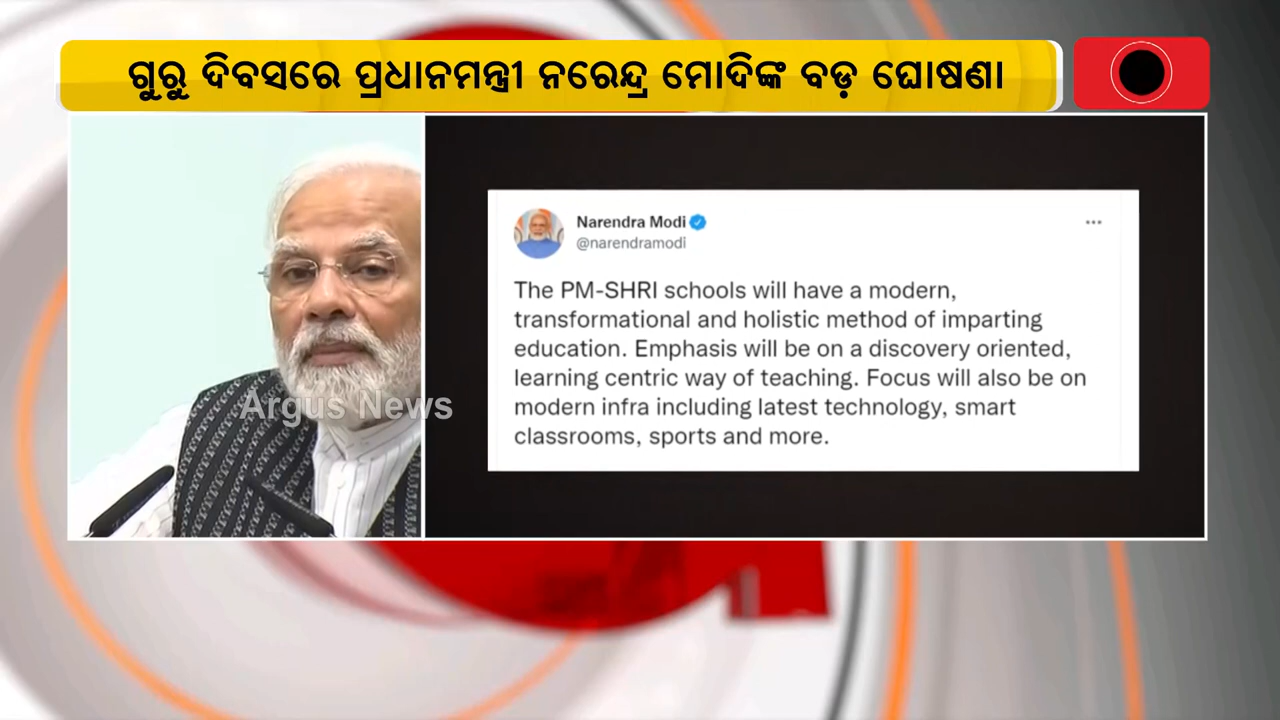 ଗୁରୁ ଦିବସରେ ପ୍ରଧାନମନ୍ତ୍ରୀ ନରେନ୍ଦ୍ର ମୋଦିଙ୍କ ବଡ଼ ଘୋଷଣା
Narendra Modi
@narendramodi
The PM-SHRI schools will have a modern,
transformational and holistic method of imparting
education. Emphasis will be on a discovery oriented,
learning centric way of teaching. Focus will also be on
modern infra including latest technology, smart
classrooms, sports and more.
Argus News